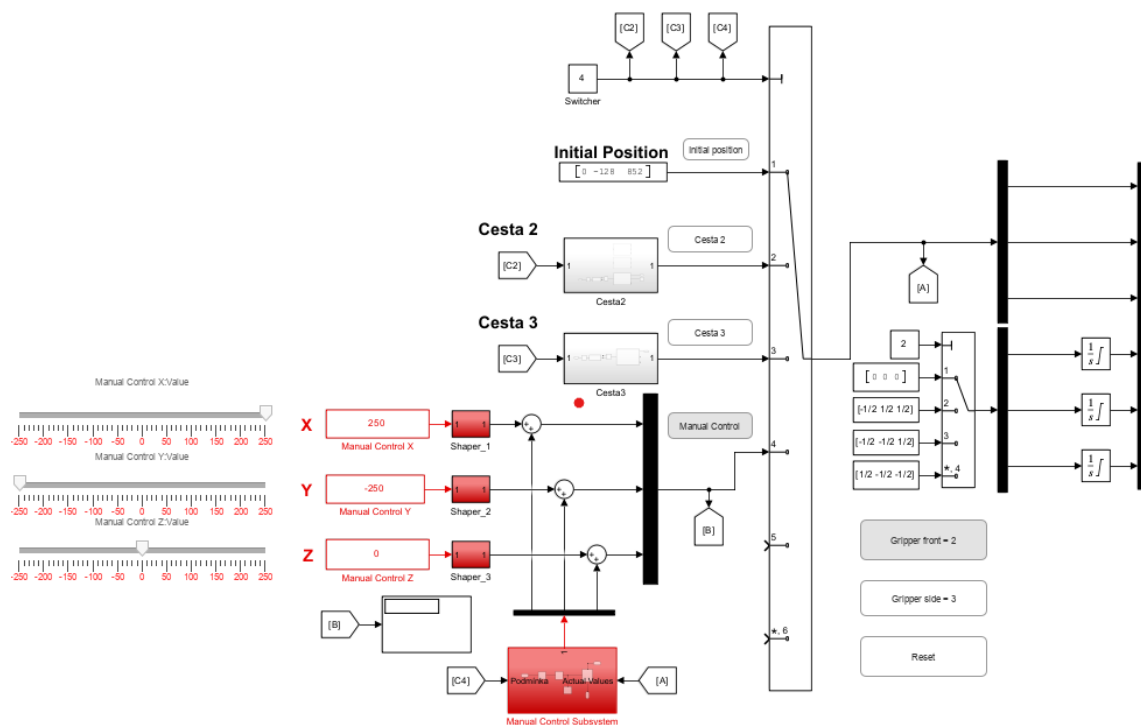 [C2] [C3] [C4]
4
Switcher
Initial Position
Initial position
[0 -128 852]
1
Cesta 2
Cesta 2
[C2]
1 1
2
Cesta2
[A]
Cesta 3
Cesta 3
[C3]
1 1
3
Cesta3
2
[0 0 0]
1
[-1/2 1/2 1/2]
2
[-1/2 -1/2 1/2]
3
[1/2 -1/2 -1/2]
*, 4
1/s
1/s
1/s
Manual Control X:Value
-250 -200 -150 -100 -50 0 50 100 150 200 250
Manual Control Y:Value
-250 -200 -150 -100 -50 0 50 100 150 200 250
Manual Control Z:Value
-250 -200 -150 -100 -50 0 50 100 150 200 250
X
250
Manual Control X
1 1
Shaper_1
+ +
Manual Control
4
Y
-250
Manual Control Y
1 1
Shaper_2
+ +
[B]
Z
0
Manual Control Z
1 1
Shaper_3
+ +
5
*, 6
[B]
[C4]
1
Podminka Actual Values
[A]
Manual Control Subsystem
Gripper front = 2
Gripper side = 3
Reset